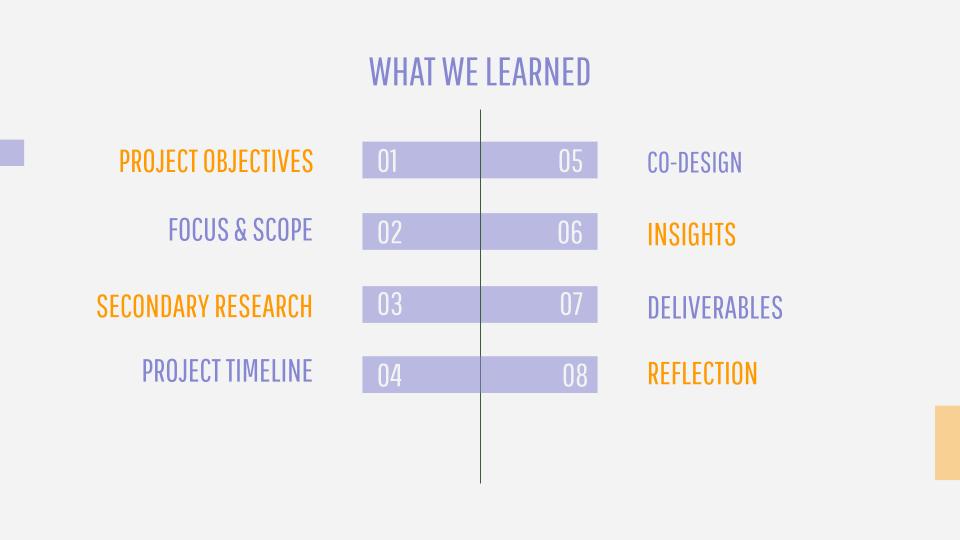 WHAT WE LEARNED
PROJECT OBJECTIVES 01
FOCUS & SCOPE 02
SECONDARY RESEARCH 03
PROJECT TIMELINE 04
05 CO-DESIGN
06 INSIGHTS
07 DELIVERABLES
08 REFLECTION